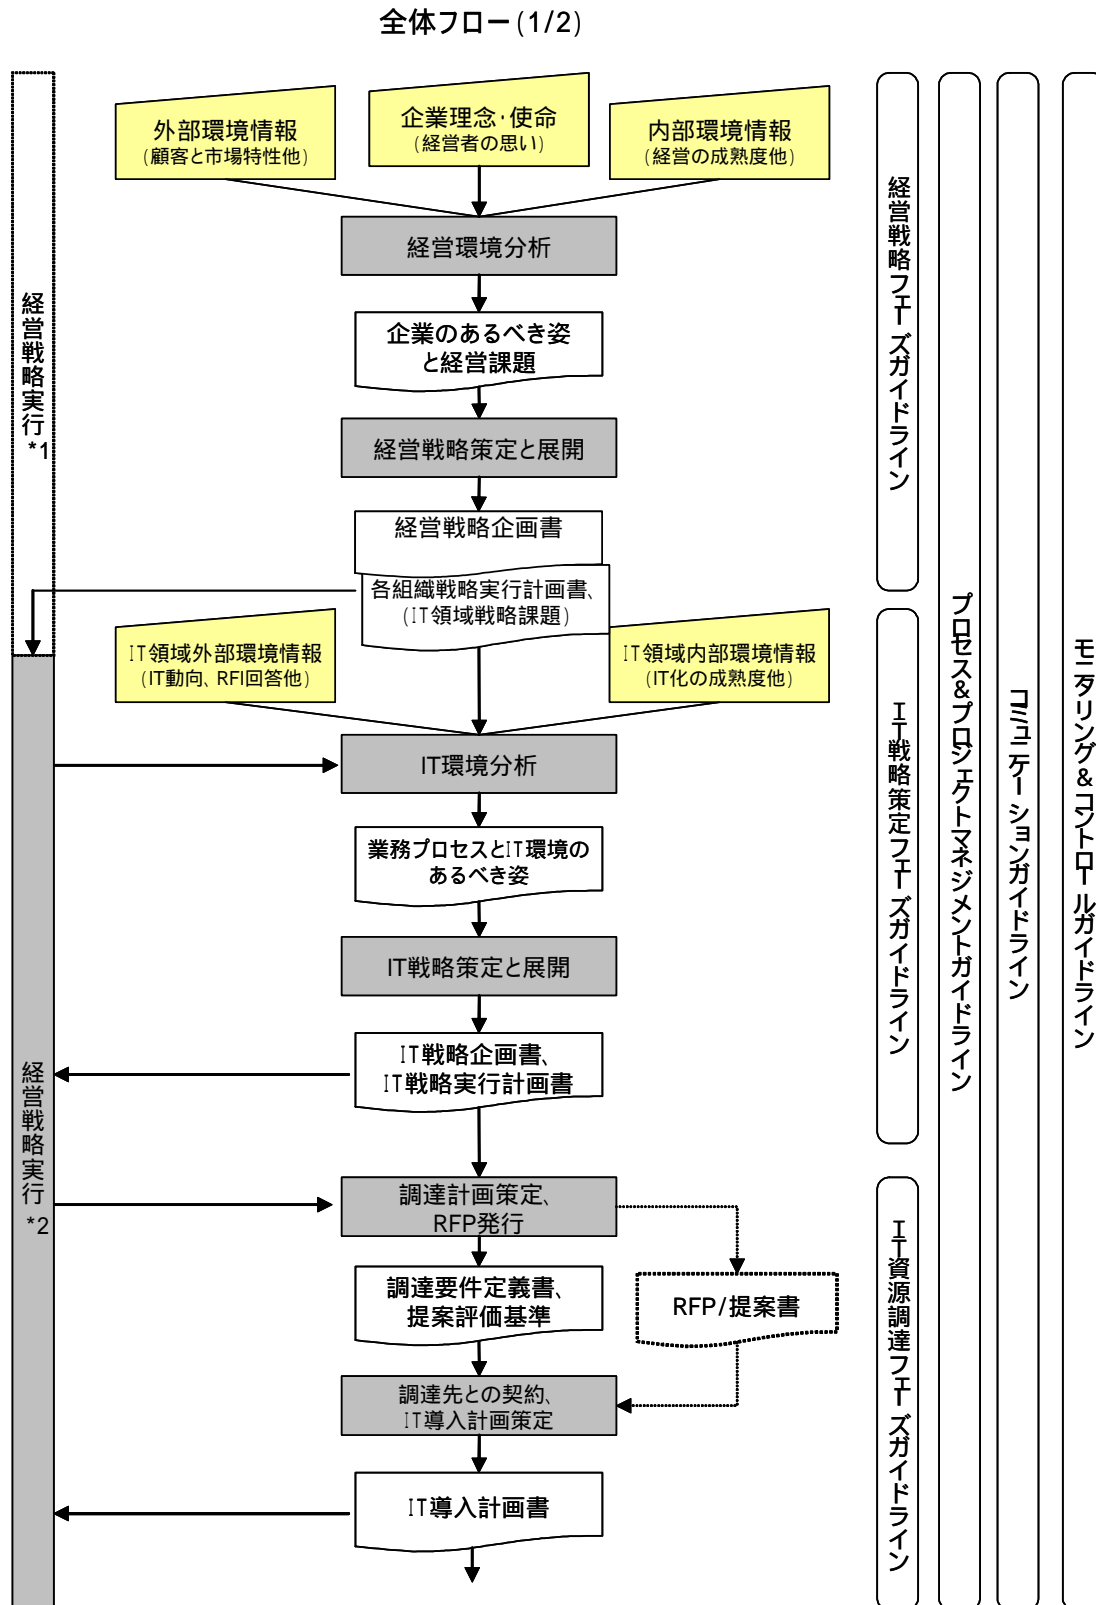 全体フロー(1/2)
外部環境情報
(顧客と市場特性他)
企業理念・使命
(経営者の思い)
内部環境情報
(経営の成熟度他)
経営環境分析
企業のあるべき姿
と経営課題
経営戦略策定と展開
経営戦略企画書
各組織戦略実行計画書、
(IT領域戦略課題)
経営戦略実行
*1
IT領域外部環境情報
(IT動向、RFI回答他)
IT領域内部環境情報
(IT化の成熟度他)
IT環境分析
業務プロセスとIT環境の
あるべき姿
IT戦略策定と展開
IT戦略企画書、
IT戦略実行計画書
経営戦略実行
*2
調達計画策定、
RFP発行
調達要件定義書、
提案評価基準
RFP/提案書
調達先との契約、
IT導入計画策定
IT導入計画書
経営戦略フェーズガイドライン
IT戦略策定フェーズガイドライン
IT資源調達フェーズガイドライン
プロセス&プロジェクトマネジメントガイドライン
コミュニケーションガイドライン
モニタリング&コントロールガイドライン